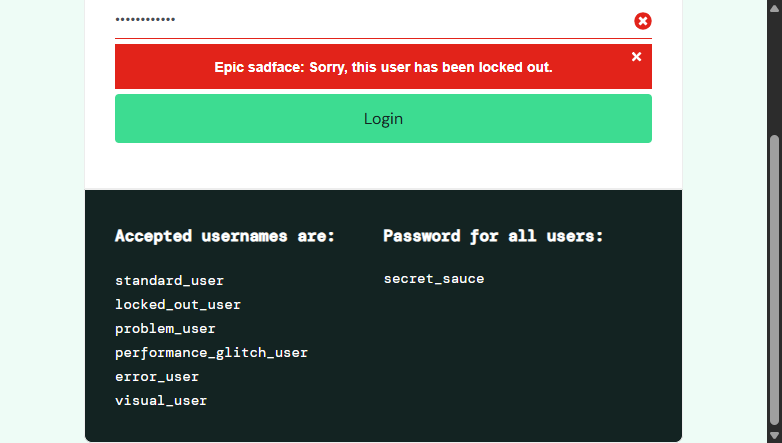 ••••••••••••
Epic sadface: Sorry, this user has been locked out.
Login
Accepted usernames are:
standard_user
locked_out_user
problem_user
performance_glitch_user
error_user
visual_user
Password for all users:
secret_sauce